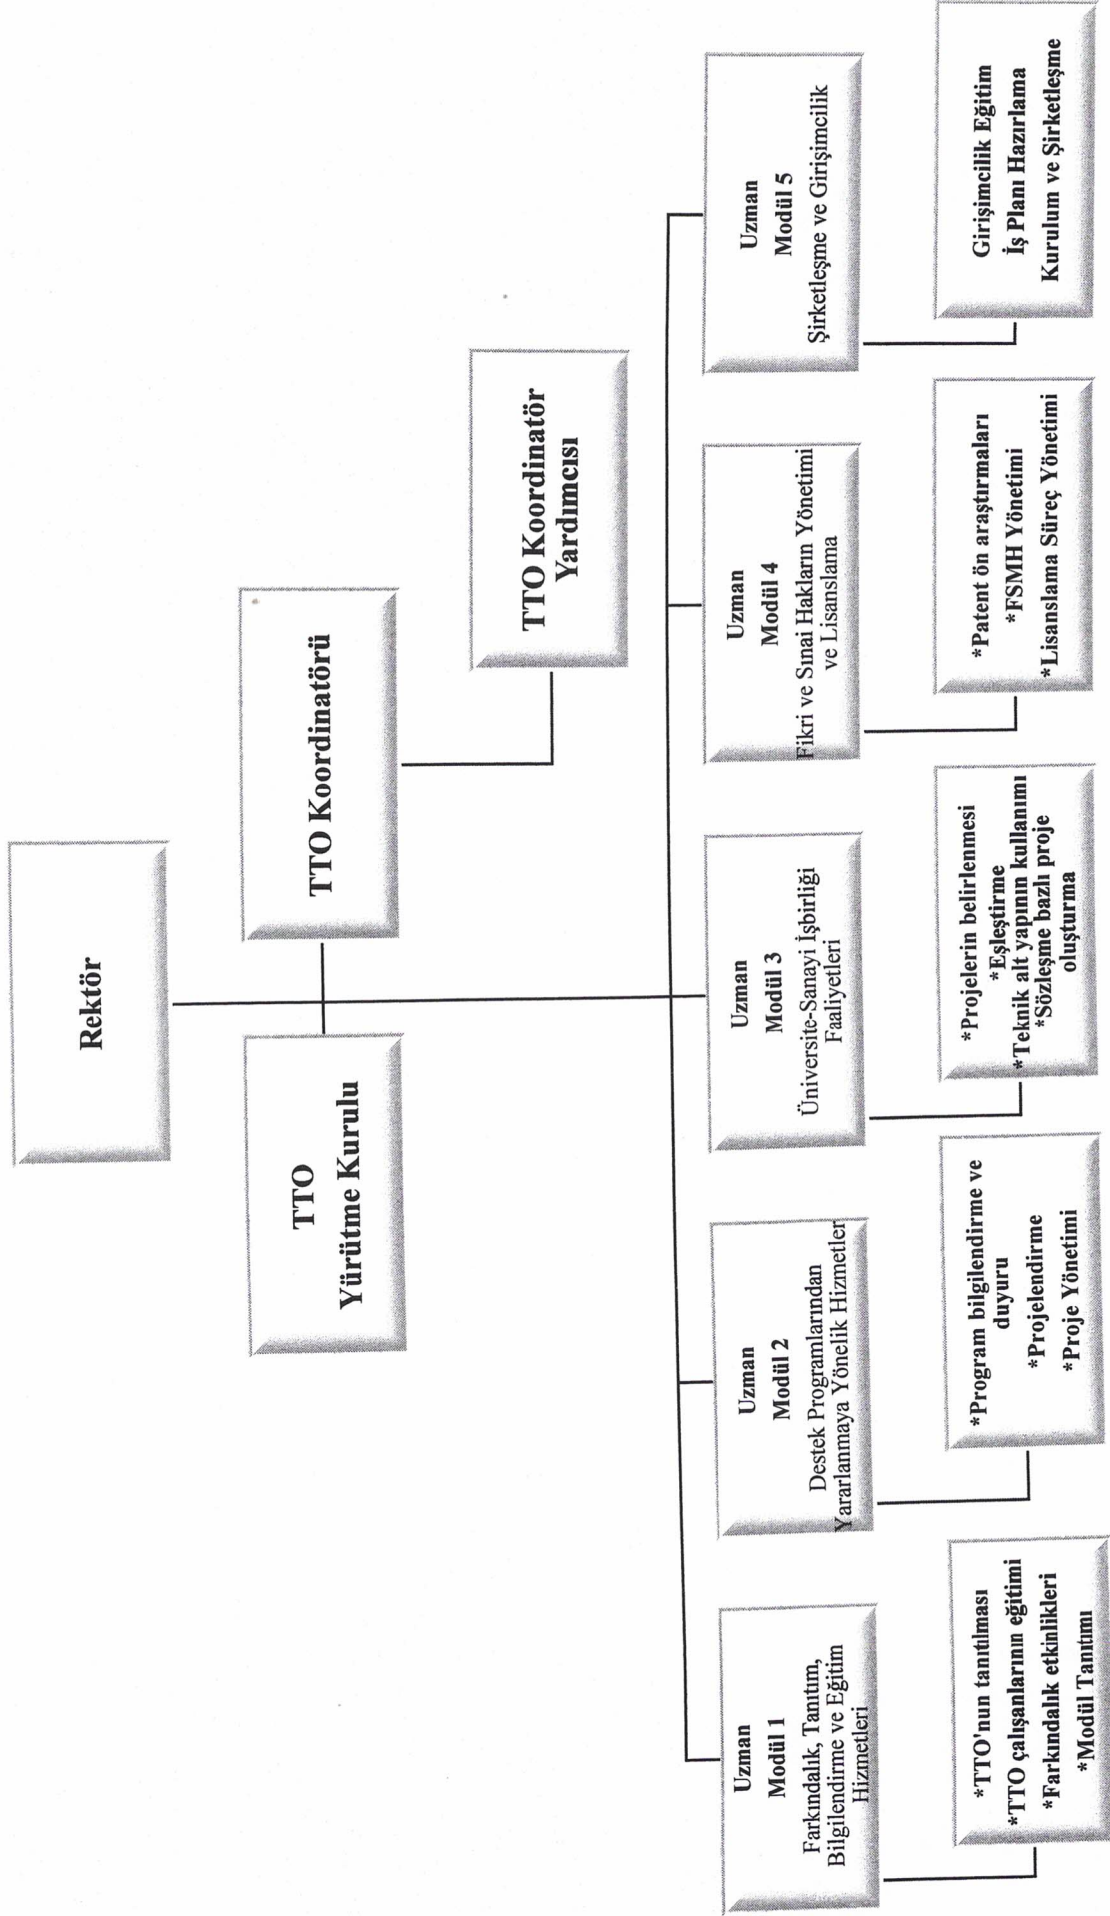 Rektör
TTO
Yürütme Kurulu
TTO Koordinatörü
TTO Koordinatör
Yardımcısı
Uzman
Modül 1
Farkındalık, Tanıtım,
Bilgilendirme ve Eğitim
Hizmetleri
Uzman
Modül 2
Destek Programlarından
Yararlanmaya Yönelik Hizmetler
Uzman
Modül 3
Üniversite-Sanayi İşbirliği
Faaliyetleri
Uzman
Modül 4
Fikri ve Sınai Hakların Yönetimi
ve Lisanslama
Uzman
Modül 5
Şirketleşme ve Girişimcilik
*TTO'nun tanıtılması
*TTO çalışanlarının eğitimi
*Farkındalık etkinlikleri
*Modül Tanıtımı
*Program bilgilendirme ve
duyuru
*Projelendirme
*Proje Yönetimi
*Projelerin belirlenmesi
*Eşleştirme
*Teknik alt yapının kullanımı
*Sözleşme bazlı proje
oluşturma
*Patent ön araştırmaları
*FSMH Yönetimi
*Lisanslama Süreç Yönetimi
Girişimcilik Eğitim
İş Planı Hazırlama
Kurulum ve Şirketleşme